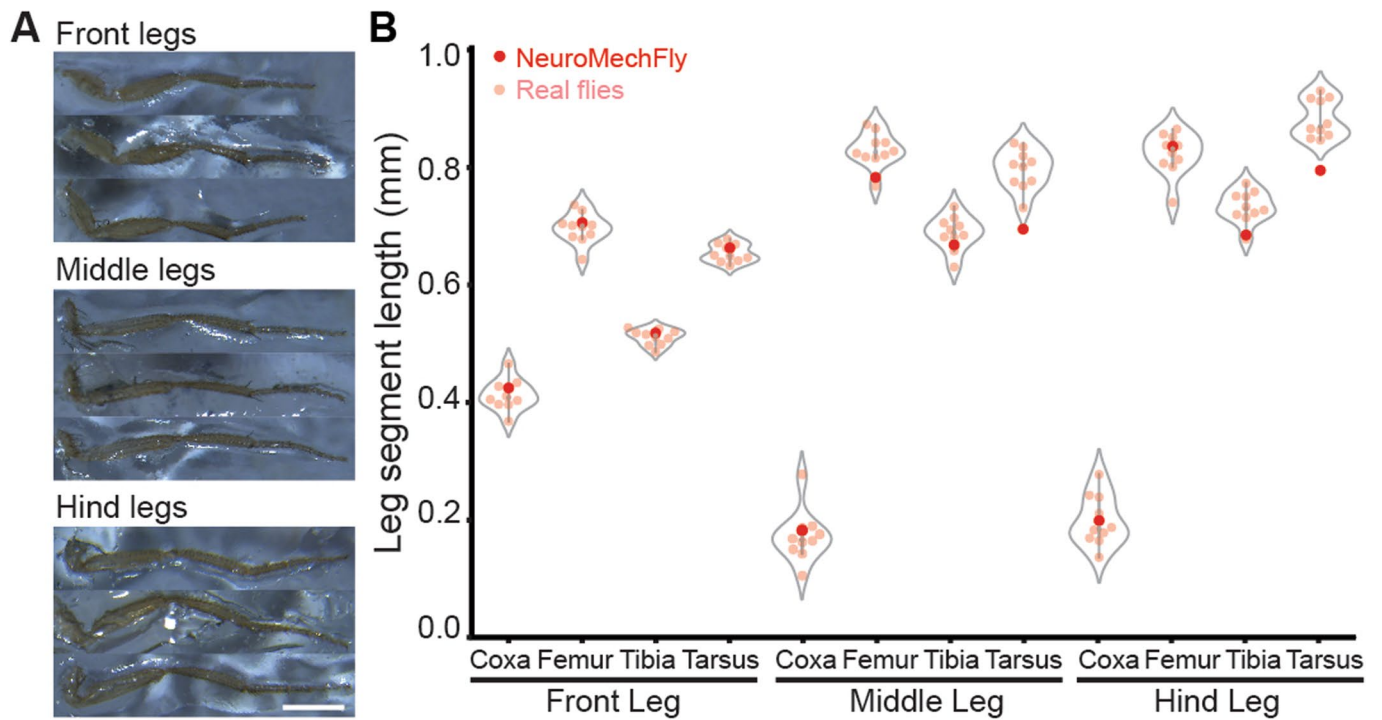 A
Front legs
Middle legs
Hind legs
B
NeuroMechFly
Real flies
Leg segment length (mm)
1.0
0.8
0.6
0.4
0.2
0.0
Coxa Femur Tibia Tarsus Coxa Femur Tibia Tarsus Coxa Femur Tibia Tarsus
Front Leg Middle Leg Hind Leg